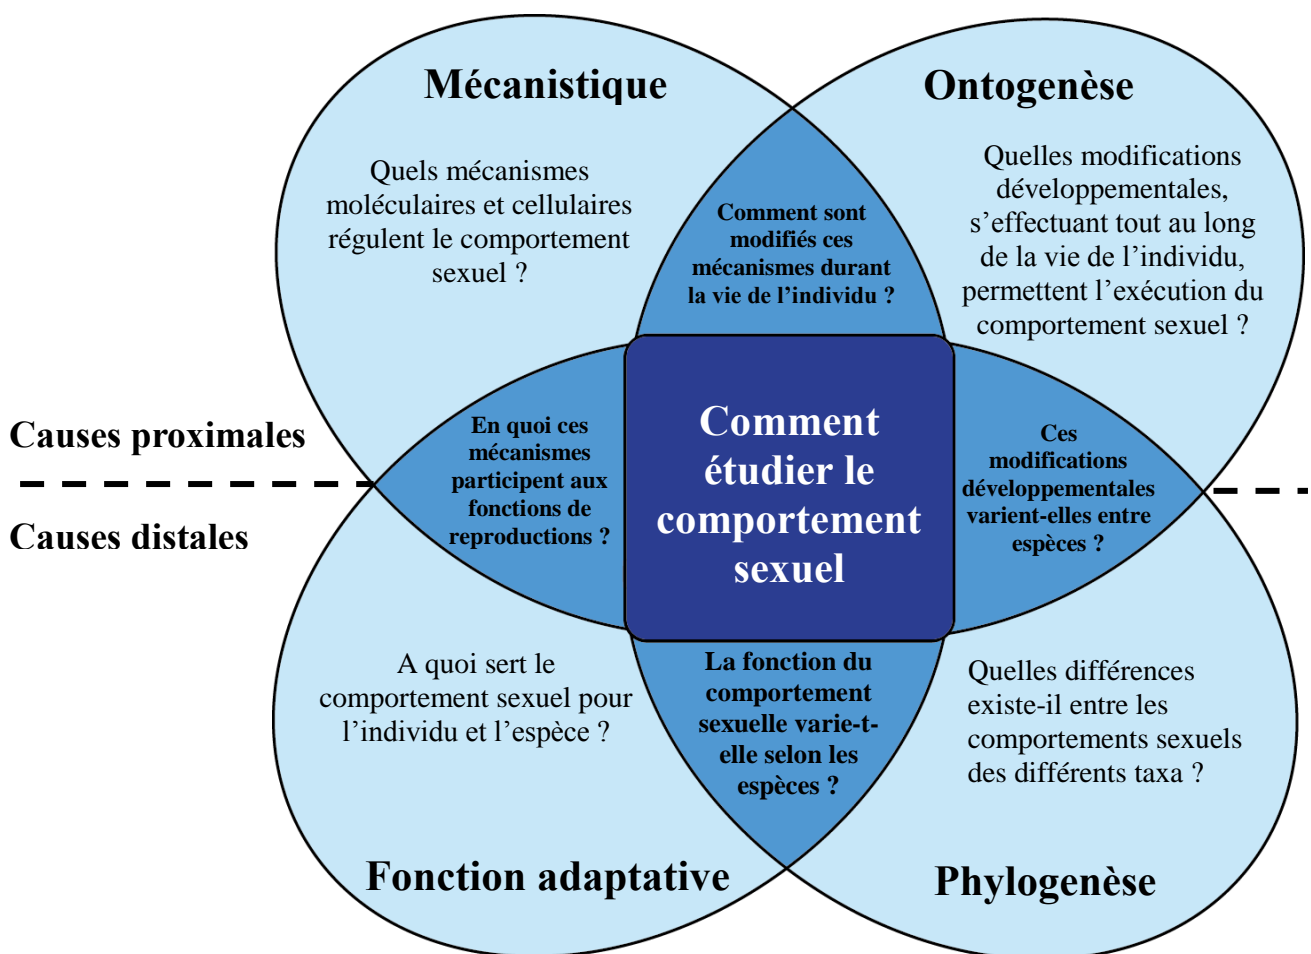 Mécanistique
Quels mécanismes
moléculaires et cellulaires
régulent le comportement
sexuel ?
Ontogenèse
Quelles modifications
développementales,
s’effectuant tout au long
de la vie de l’individu,
permettent l’exécution du
comportement sexuel ?
Comment sont
modifiés ces
mécanismes durant
la vie de l’individu ?
Causes proximales
Causes distales
En quoi ces
mécanismes
participent aux
fonctions de
reproductions ?
Comment
étudier le
comportement
sexuel
Ces
modifications
développementales
varient-elles entre
espèces ?
A quoi sert le
comportement sexuel pour
l’individu et l’espèce ?
La fonction du
comportement
sexuelle varie-t-
elle selon les
espèces ?
Quelles différences
existe-il entre les
comportements sexuels
des différents taxa ?
Fonction adaptative
Phylogenèse